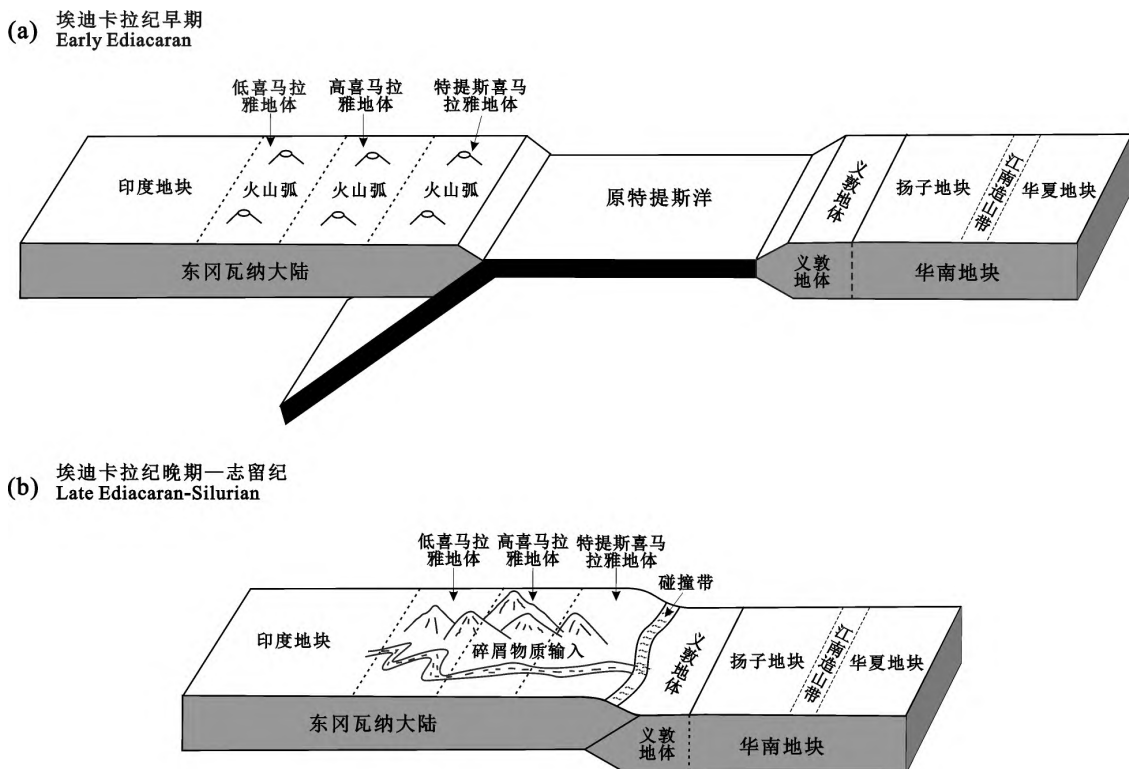 (a) 埃迪卡拉纪早期
Early Ediacaran
低喜马拉
雅地体
高喜马拉
雅地体
特提斯喜马
拉雅地体
印度地块
火山弧
火山弧
火山弧
原特提斯洋
义敦地体
扬子地块
江南造山带
华夏地块
东冈瓦纳大陆
义敦
地体
华南地块
(b) 埃迪卡拉纪晚期—志留纪
Late Ediacaran-Silurian
低喜马拉
雅地体
高喜马拉
雅地体
特提斯喜马
拉雅地体
碰撞带
印度地块
碎屑物质输入
义敦地体
扬子地块
江南造山带
华夏地块
东冈瓦纳大陆
义敦
地体
华南地块